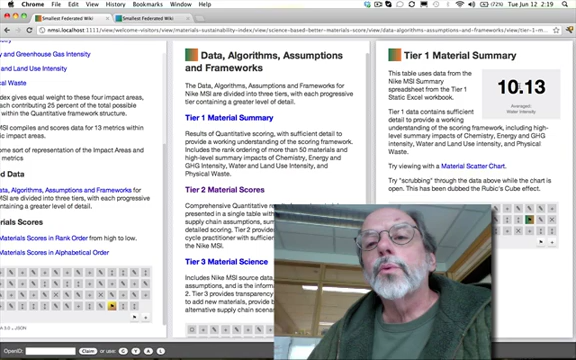 Chrome File Edit View History Bookmarks Window Help
Tue Jun 12 2:19
Smallest Federated Wiki
Smallest Federated Wiki
nmsi.localhost:1111/view/welcome-visitors/view/materials-sustainability-index/view/science-based-better-materials-score/view/data-algorithms-assumptions-and-frameworks/view/tier-1-m
y and Greenhouse Gas Intensity
and Land Use Intensity
cal Waste
dex gives equal weight to these four impact areas,
ach contributing 25 percent of the total possible
within the Quantitative framework structure.
MSI compiles and scores data for 13 metrics within
ic impact areas.
ome sort of representation of the Impact Areas and
metrics
ed Data
Data, Algorithms, Assumptions and Frameworks for
MSI are divided into three tiers, with each progressive
ntaining a greater level of detail.
erials Scores
Materials Scores in Rank Order from high to low.
Materials Scores in Alphabetical Order
Data, Algorithms, Assumptions
and Frameworks
The Data, Algorithms, Assumptions and Frameworks for
Nike MSI are divided into three tiers, with each progressive
tier containing a greater level of detail.
Tier 1 Material Summary
Results of Quantitative scoring, with sufficient detail to
provide a working understanding of the scoring framework.
Includes the rank ordering of more than 50 materials and
high-level summary impacts of Chemistry, Energy and
GHG Intensity, Water and Land Use Intensity, and Physical
Waste.
Tier 2 Material Scores
Comprehensive Quantitative
presented in a single table with
supply chain assumptions, sum
detailed scoring. Tier 2 provid
cycle practitioner with sufficien
the Nike MSI.
Tier 3 Material Science
Includes Nike MSI source data,
assumptions, and is the informa
2. Tier 3 provides transparency
to add new materials, provide b
alternative supply chain scenari
Tier 1 Material Summary
This table uses data from the
Nike MSI Summary
spreadsheet from the Tier 1
Static Excel workbook.
10.13
Averaged:
Water Intensity
Tier 1 data contains sufficient
detail to provide a working
understanding of the scoring framework, including high-
level summary impacts of Chemistry, Energy and GHG
intensity, Water and Land Use Intensity, and Physical
Waste.
Try viewing with a Material Scatter Chart.
Try "scrubbing" through the data above while the chart is
open. This has been dubbed the Rubic's Cube effect.
OpenID:
Claim
or use:
G
Y
A
L